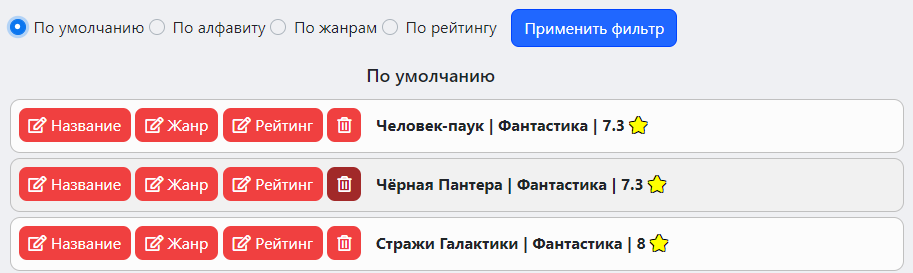 По умолчанию По алфавиту По жанрам По рейтингу Применить фильтр
По умолчанию
Название Жанр Рейтинг Человек-паук | Фантастика | 7.3
Название Жанр Рейтинг Чёрная Пантера | Фантастика | 7.3
Название Жанр Рейтинг Стражи Галактики | Фантастика | 8